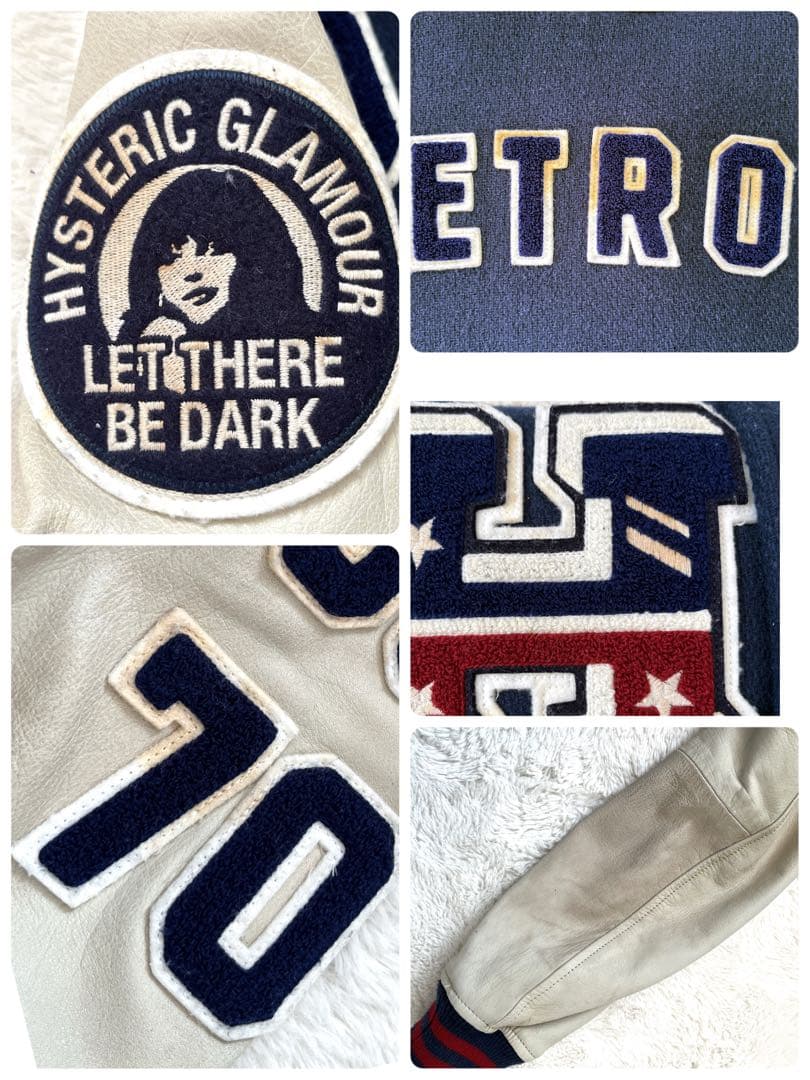 HYSTERIC GLAMOUR
LET THERE
BE DARK
ETRO
70
H